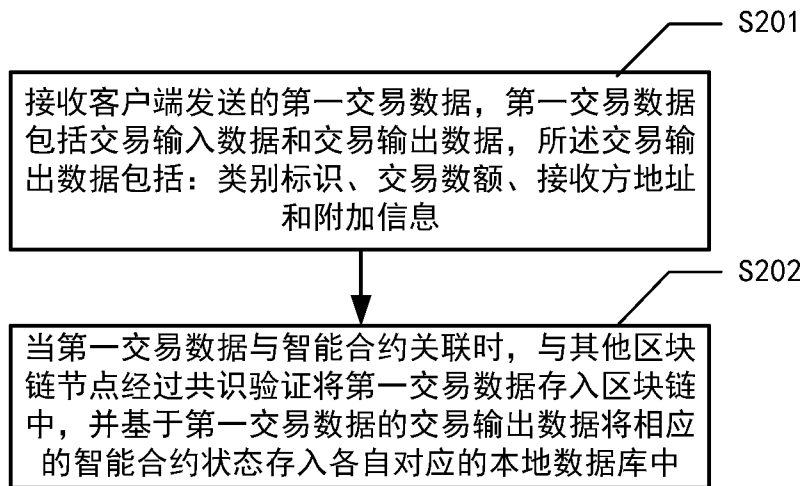 S201
接收客户端发送的第一交易数据，第一交易数据
包括交易输入数据和交易输出数据，所述交易输
出数据包括：类别标识、交易数额、接收方地址
和附加信息
S202
当第一交易数据与智能合约关联时，与其他区块
链节点经过共识验证将第一交易数据存入区块链
中，并基于第一交易数据的交易输出数据将相应
的智能合约状态存入各自对应的本地数据库中